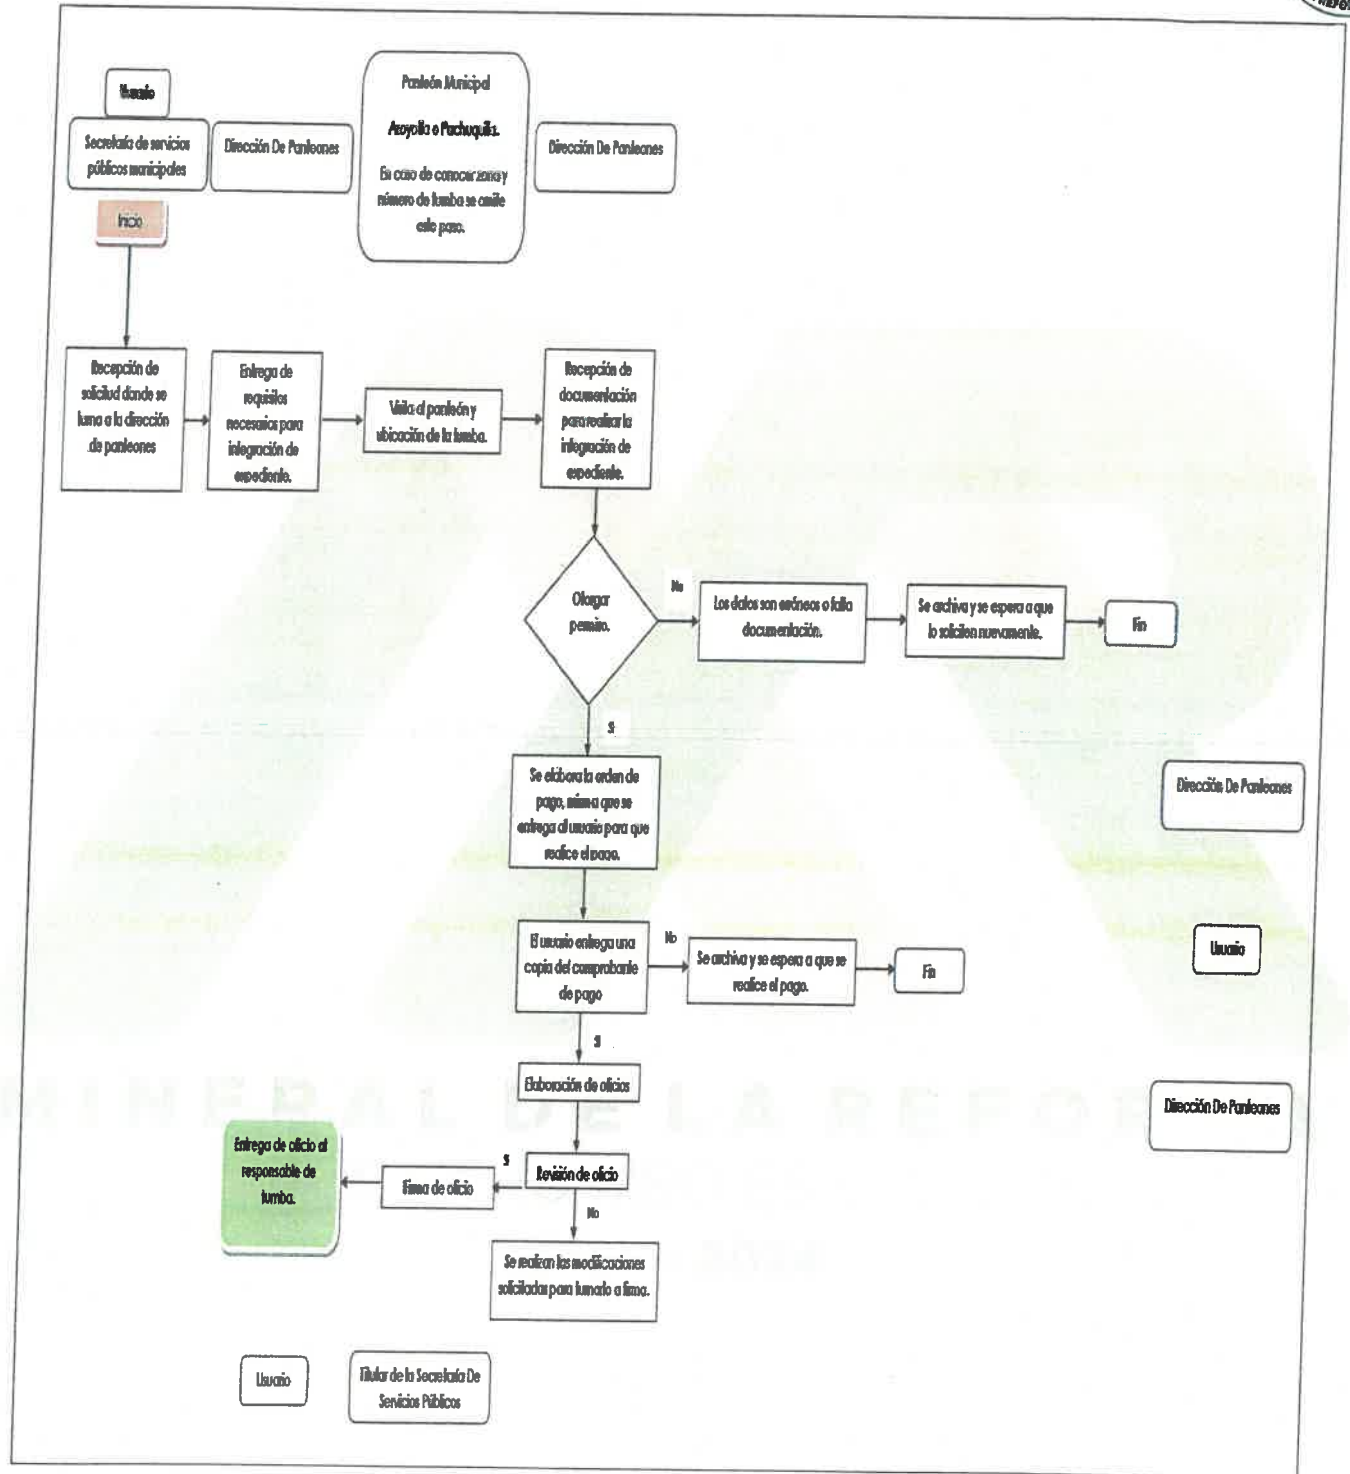 Usuario
Secretaría de servicios
públicos municipales
Dirección De Panteones
Panteón Municipal
Azoyatla o Pachuquilla.
En caso de conocer zona y
número de tumba se omite
este paso.
Dirección De Panteones
Inicio
Recepción de
solicitud donde se
turna a la dirección
de panteones
Entrega de
requisitos
necesarios para
integración de
expediente.
Visita al panteón y
ubicación de la tumba.
Recepción de
documentación
para realizar la
integración de
expediente.
Otorgar
permiso.
No
Los datos son erróneos o falta
documentación.
Se archiva y se espera a que
lo soliciten nuevamente.
Fin
Si
Se elabora la orden de
pago, misma que se
entrega al usuario para que
realice el pago.
Dirección De Panteones
El usuario entrega una
copia del comprobante
de pago
No
Se archiva y se espera a que se
realice el pago.
Fin
Usuario
Si
Elaboración de oficios
Dirección De Panteones
Revisión de oficio
Si
Firma de oficio
Entrega de oficio al
responsable de
tumba.
No
Se realizan las modificaciones
solicitadas para turnarlo a firma.
Usuario
Titular de la Secretaría De
Servicios Públicos
MINERAL DE LA REFOR